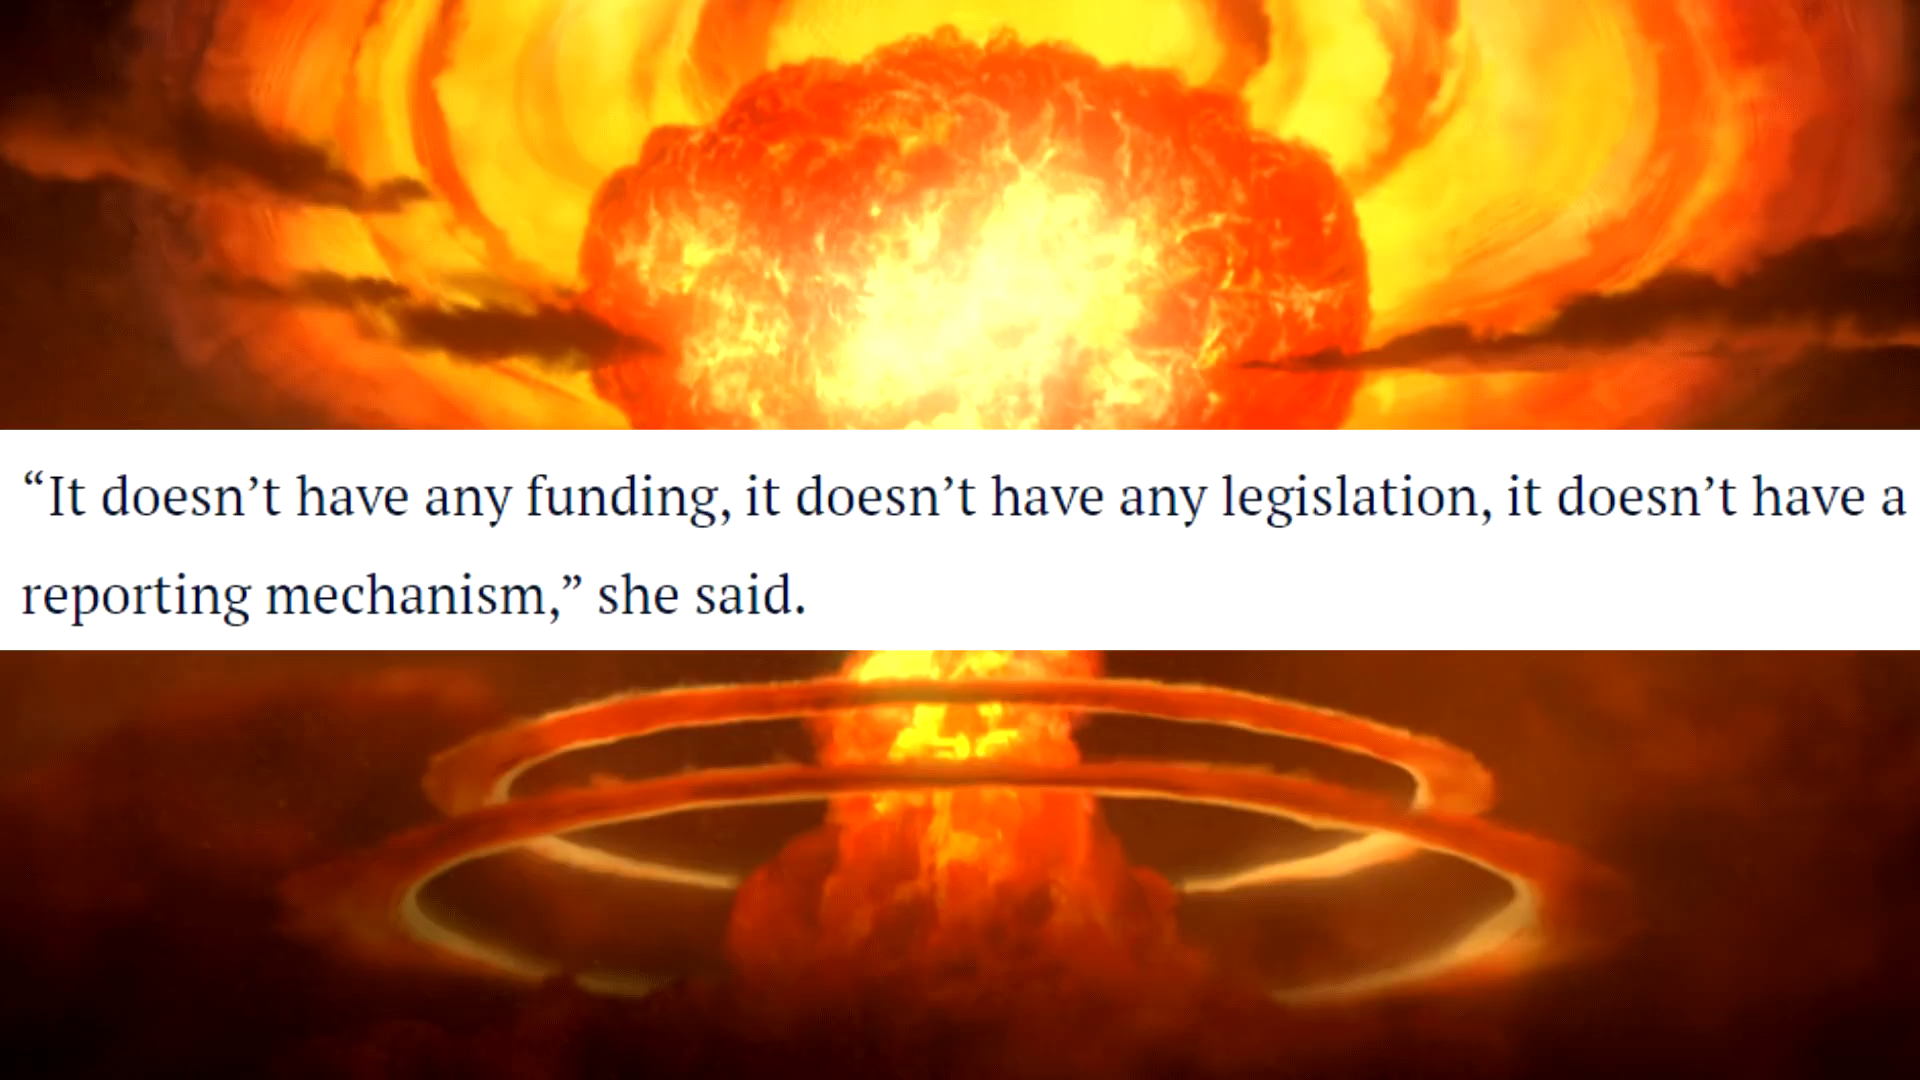 “It doesn’t have any funding, it doesn’t have any legislation, it doesn’t have a
reporting mechanism,” she said.